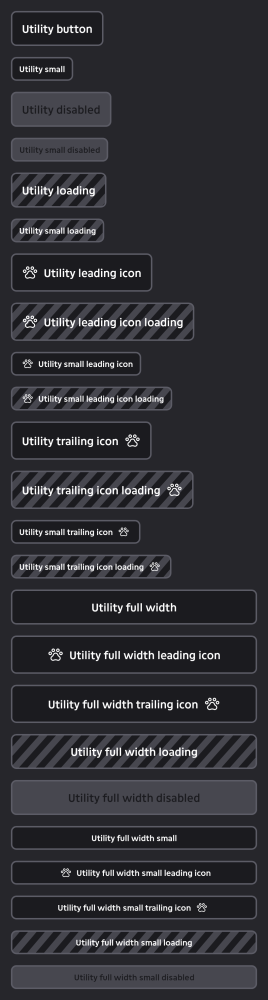 Utility button
Utility small
Utility disabled
Utility small disabled
Utility loading
Utility small loading
Utility leading icon
Utility leading icon loading
Utility small leading icon
Utility small leading icon loading
Utility trailing icon
Utility trailing icon loading
Utility small trailing icon
Utility small trailing icon loading
Utility full width
Utility full width leading icon
Utility full width trailing icon
Utility full width loading
Utility full width disabled
Utility full width small
Utility full width small leading icon
Utility full width small trailing icon
Utility full width small loading
Utility full width small disabled